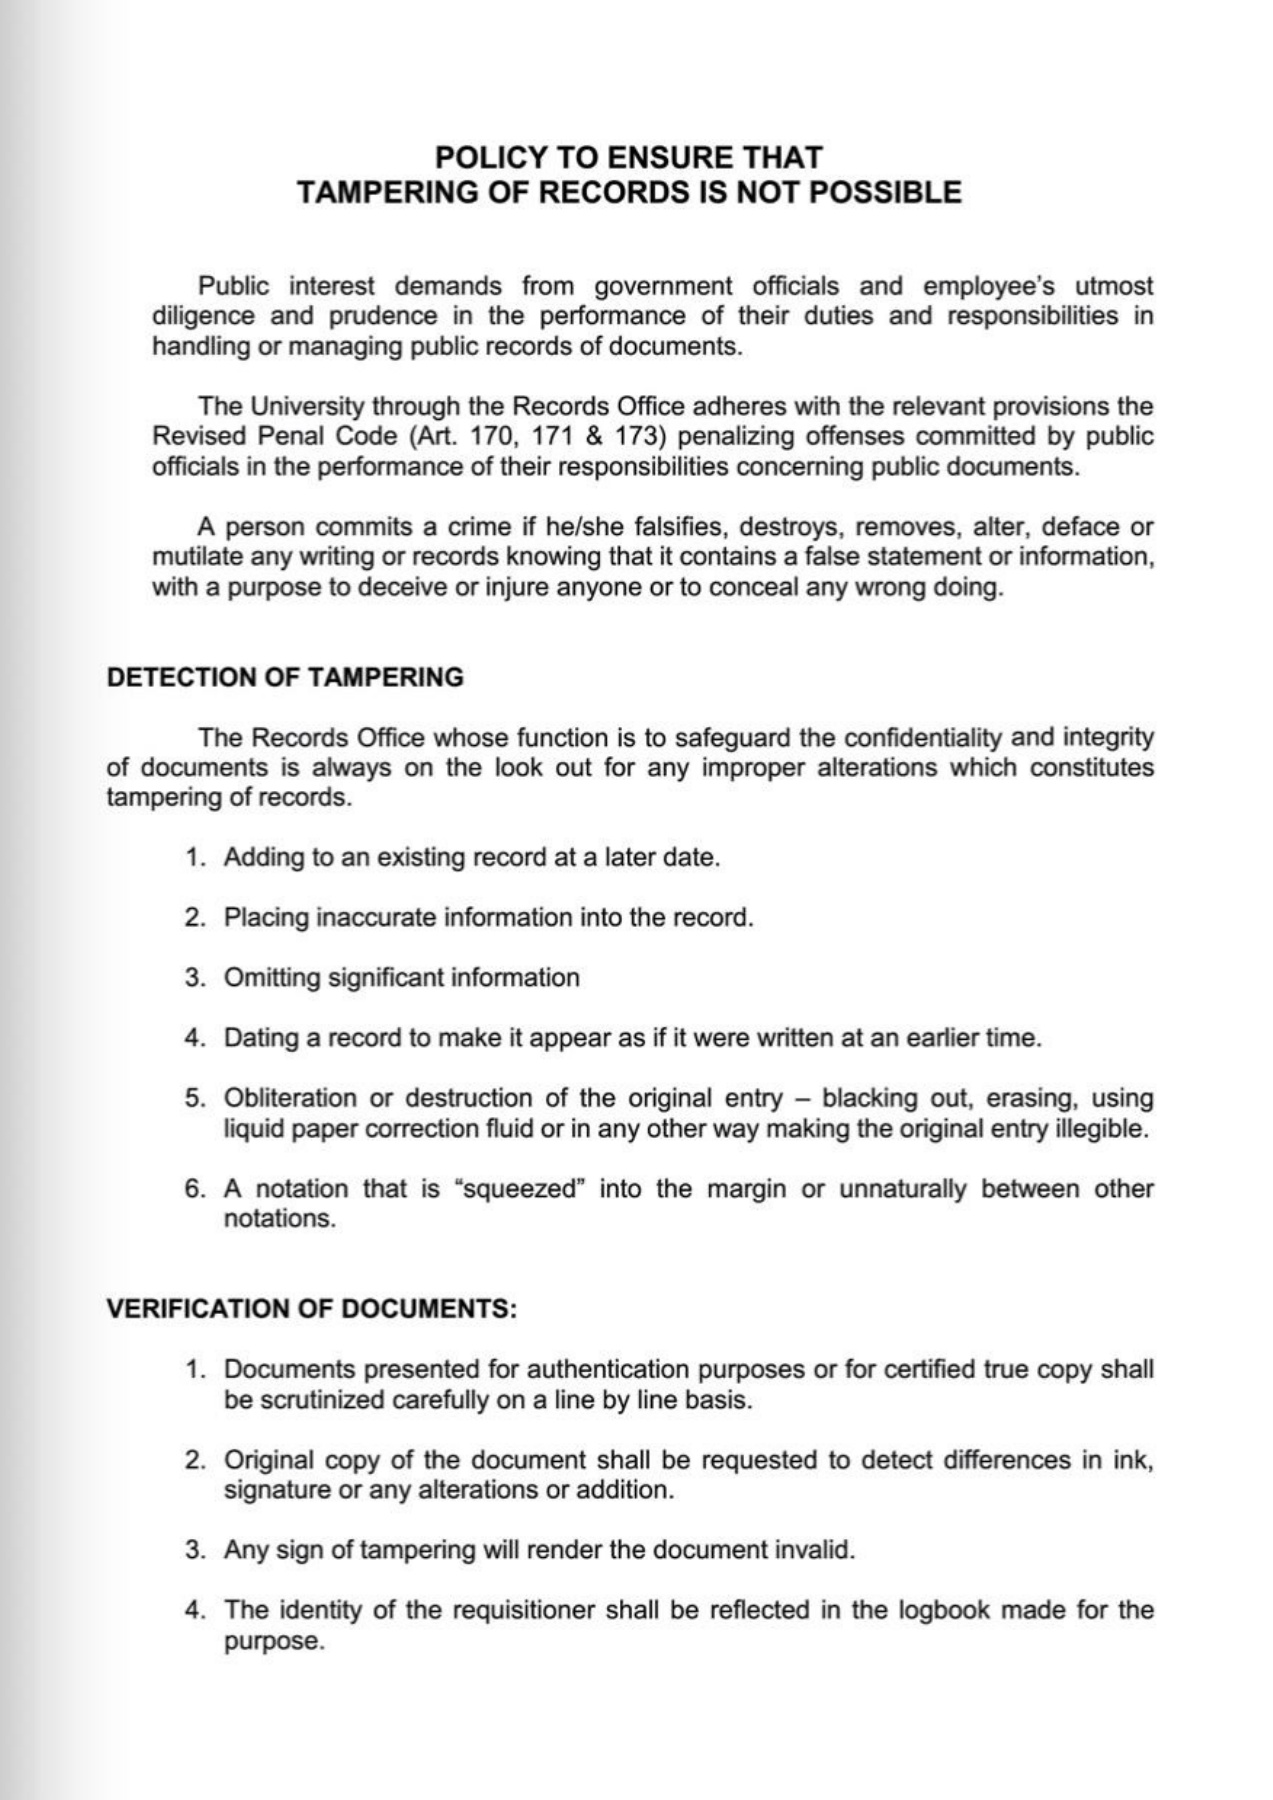 POLICY TO ENSURE THAT
TAMPERING OF RECORDS IS NOT POSSIBLE
Public interest demands from government officials and employee's utmost
diligence and prudence in the performance of their duties and responsibilities in
handling or managing public records of documents.
The University through the Records Office adheres with the relevant provisions the
Revised Penal Code (Art. 170, 171 & 173) penalizing offenses committed by public
officials in the performance of their responsibilities concerning public documents.
A person commits a crime if he/she falsifies, destroys, removes, alter, deface or
mutilate any writing or records knowing that it contains a false statement or information,
with a purpose to deceive or injure anyone or to conceal any wrong doing.
DETECTION OF TAMPERING
The Records Office whose function is to safeguard the confidentiality and integrity
of documents is always on the look out for any improper alterations which constitutes
tampering of records.
1. Adding to an existing record at a later date.
2. Placing inaccurate information into the record.
3. Omitting significant information
4. Dating a record to make it appear as if it were written at an earlier time.
5. Obliteration or destruction of the original entry – blacking out, erasing, using
liquid paper correction fluid or in any other way making the original entry illegible.
6. A notation that is “squeezed” into the margin or unnaturally between other
notations.
VERIFICATION OF DOCUMENTS:
1. Documents presented for authentication purposes or for certified true copy shall
be scrutinized carefully on a line by line basis.
2. Original copy of the document shall be requested to detect differences in ink,
signature or any alterations or addition.
3. Any sign of tampering will render the document invalid.
4. The identity of the requisitioner shall be reflected in the logbook made for the
purpose.